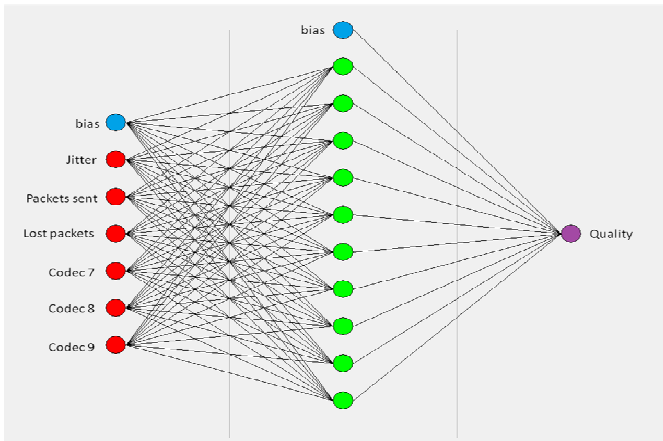 bias
bias
Jitter
Packets sent
Lost packets
Quality
Codec 7
Codec 8
Codec 9